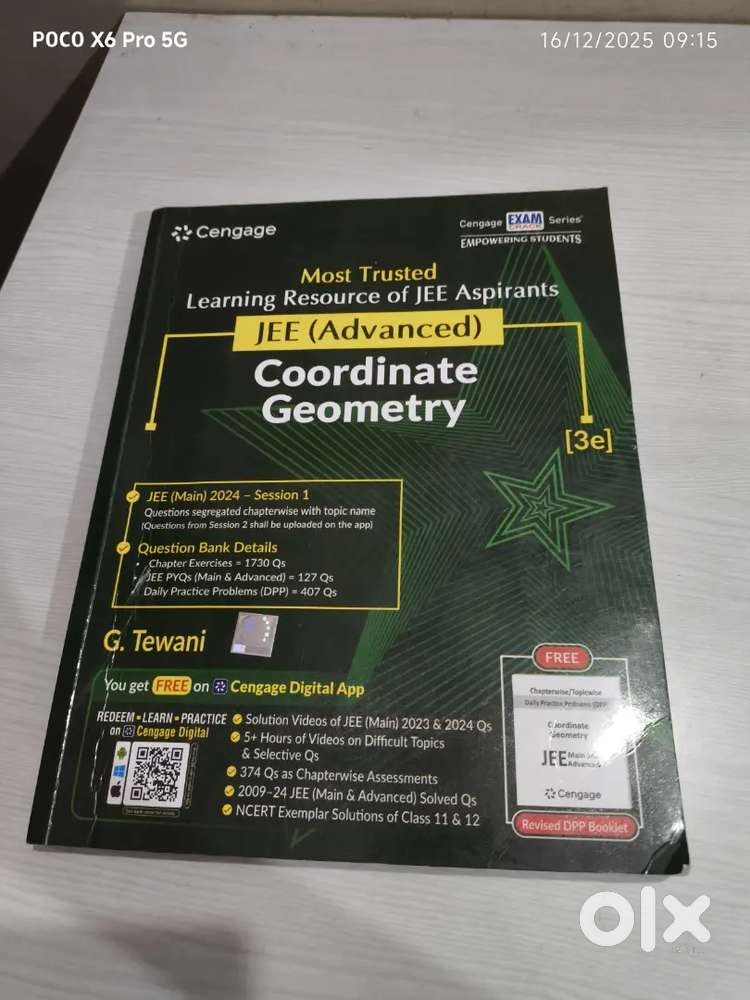 POCO X6 Pro 5G
16/12/2025 09:15
Cengage
Cengage EXAM CRACK Series
EMPOWERING STUDENTS
Most Trusted
Learning Resource of JEE Aspirants
JEE (Advanced)
Coordinate
Geometry
[3e]
JEE (Main) 2024 – Session 1
Questions segregated chapterwise with topic name
(Questions from Session 2 shall be uploaded on the app)
Question Bank Details
• Chapter Exercises = 1730 Qs
• JEE PYQs (Main & Advanced) = 127 Qs
Daily Practice Problems (DPP) = 407 Qs
G. Tewani
You get FREE on Cengage Digital App
REDEEM • LEARN • PRACTICE
on Cengage Digital
Solution Videos of JEE (Main) 2023 & 2024 Qs
5+ Hours of Videos on Difficult Topics
& Selective Qs
374 Qs as Chapterwise Assessments
2009–24 JEE (Main & Advanced) Solved Qs
NCERT Exemplar Solutions of Class 11 & 12
FREE
Chapterwise/Topicwise
Daily Practice Problems (DPP)
Coordinate
Geometry
JEE Main
Advanced
Cengage
Revised DPP Booklet
olx